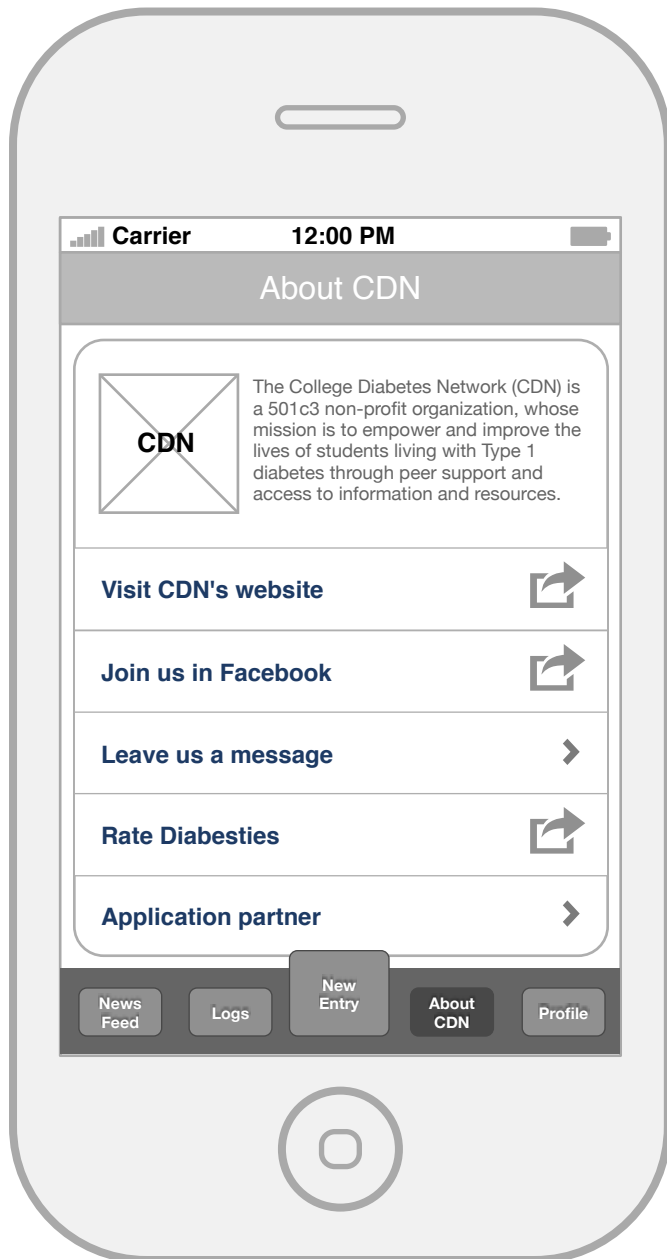 Carrier 12:00 PM
About CDN
CDN
The College Diabetes Network (CDN) is
a 501c3 non-profit organization, whose
mission is to empower and improve the
lives of students living with Type 1
diabetes through peer support and
access to information and resources.
Visit CDN's website
Join us in Facebook
Leave us a message
Rate Diabesties
Application partner
News
Feed
Logs
New
Entry
About
CDN
Profile